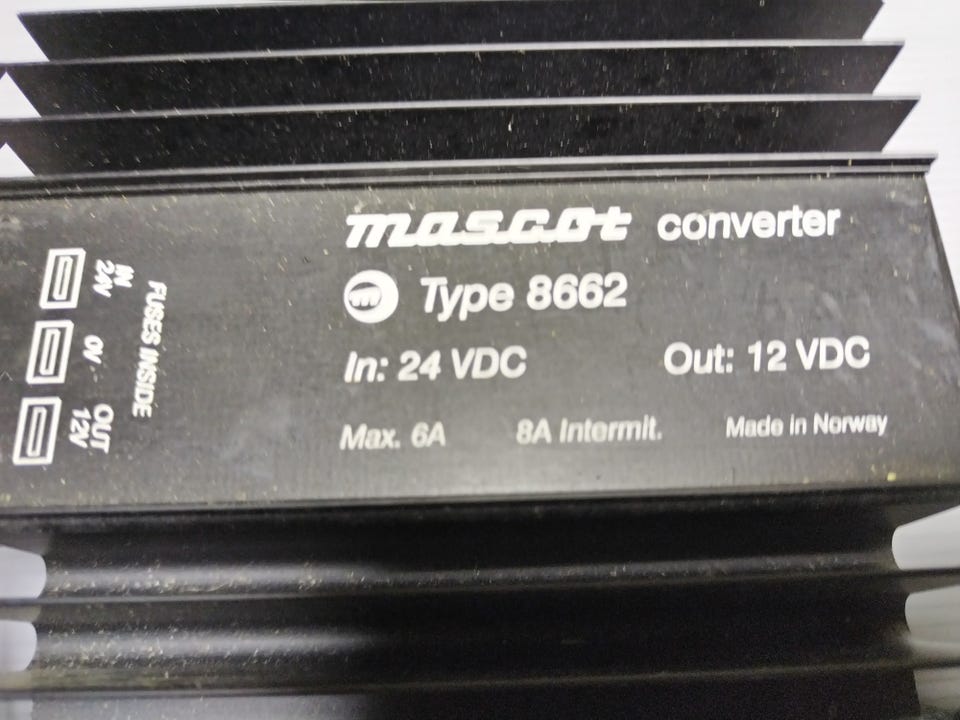 mascot converter
Type 8662
In: 24 VDC Out: 12 VDC
Max. 6A 8A Intermit. Made in Norway
FUSES INSIDE
IN 24V
0V
OUT 12V